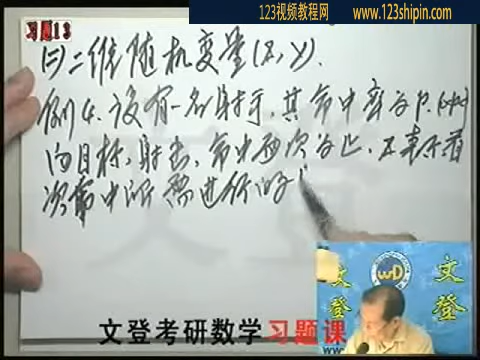 123视频教程网
www.123shipin.com
习题13
(二)二维随机变量(X,Y).
例4.设有一名射手,其命中率为P.(0<P<1)
向目标射击,命中两次为止,X表示首
次命中所需进行的
文登
文登
WD
文登考研数学习题课